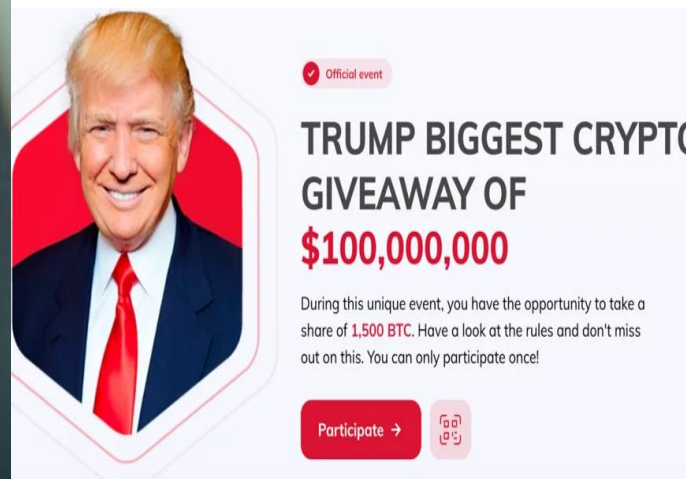 Official event
TRUMP BIGGEST CRYPTO
GIVEAWAY OF
$100,000,000
During this unique event, you have the opportunity to take a
share of 1,500 BTC. Have a look at the rules and don't miss
out on this. You can only participate once!
Participate →